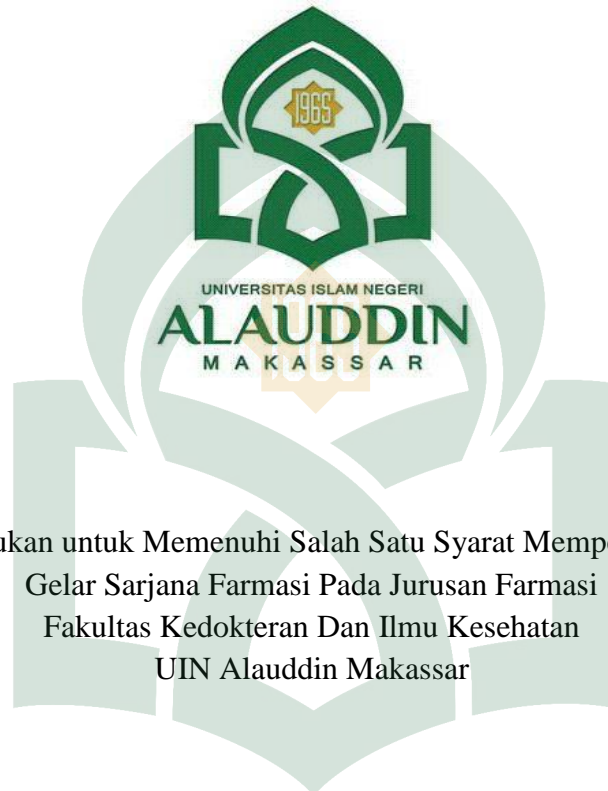 1965
UNIVERSITAS ISLAM NEGERI
ALAUDDIN
MAKASSAR
ukan untuk Memenuhi Salah Satu Syarat Mempe
Gelar Sarjana Farmasi Pada Jurusan Farmasi
Fakultas Kedokteran Dan Ilmu Kesehatan
UIN Alauddin Makassar